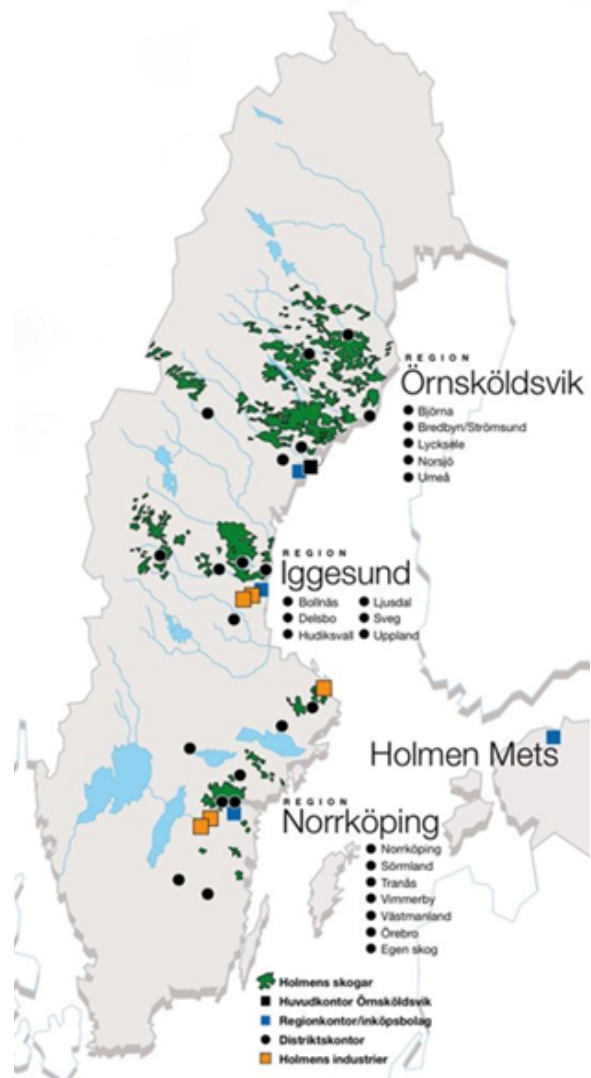 REGION
Örnsköldsvik
Björna
Bredbyn/Strömsund
Lycksele
Norsjö
Umeå
REGION
Iggesund
Bollnäs
Delsbo
Hudiksvall
Ljusdal
Sveg
Uppland
Holmen Mets
REGION
Norrköping
Norrköping
Sörmland
Tranås
Vimmerby
Västmanland
Örebro
Egen skog
Holmens skogar
Huvudkontor Örnsköldsvik
Regionkontor/inköpsbolag
Distriktskontor
Holmens industrier